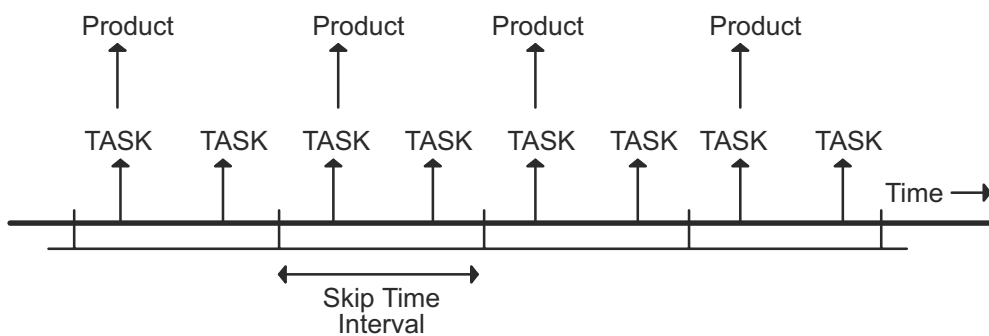 Product Product Product Product
TASK TASK TASK TASK TASK TASK TASK TASK
Time
Skip Time
Interval